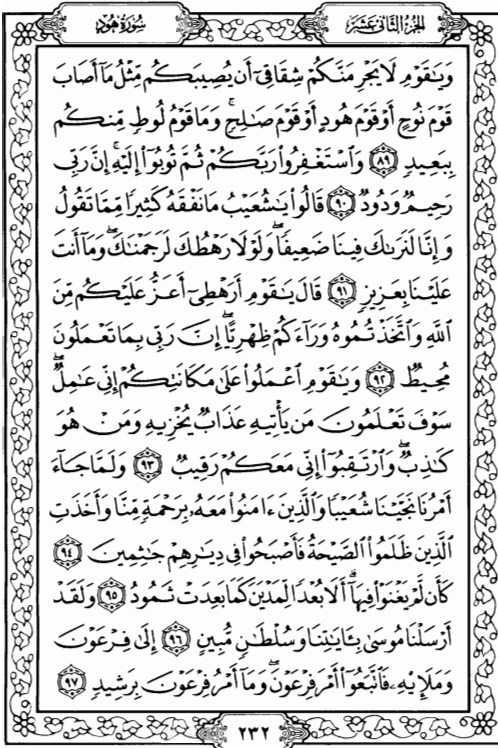 سُورَةُ هُود
الجزء الثاني عشر
وَيَٰقَوْمِ لَا يَجْرِمَنَّكُمْ شِقَاقِىٓ أَن يُصِيبَكُم مِّثْلُ مَآ أَصَابَ
قَوْمَ نُوحٍ أَوْ قَوْمَ هُودٍ أَوْ قَوْمَ صَٰلِحٍ ۚ وَمَا قَوْمُ لُوطٍ مِّنكُم
بِبَعِيدٍ ٨٩ وَٱسْتَغْفِرُوا۟ رَبَّكُمْ ثُمَّ تُوبُوٓا۟ إِلَيْهِ ۚ إِنَّ رَبِّى
رَحِيمٌ وَدُودٌ ٩٠ قَالُوا۟ يَٰشُعَيْبُ مَا نَفْقَهُ كَثِيرًا مِّمَّا تَقُولُ
وَإِنَّا لَنَرَىٰكَ فِينَا ضَعِيفًا ۖ وَلَوْلَا رَهْطُكَ لَرَجَمْنَٰكَ ۖ وَمَآ أَنتَ
عَلَيْنَا بِعَزِيزٍ ٩١ قَالَ يَٰقَوْمِ أَرَهْطِىٓ أَعَزُّ عَلَيْكُم مِّنَ
ٱللَّهِ وَٱتَّخَذْتُمُوهُ وَرَآءَكُمْ ظِهْرِيًّا ۖ إِنَّ رَبِّى بِمَا تَعْمَلُونَ
مُحِيطٌ ٩٢ وَيَٰقَوْمِ ٱعْمَلُوا۟ عَلَىٰ مَكَانَتِكُمْ إِنِّى عَٰمِلٌ ۖ
سَوْفَ تَعْلَمُونَ مَن يَأْتِيهِ عَذَابٌ يُخْزِيهِ وَمَنْ هُوَ
كَٰذِبٌ ۖ وَٱرْتَقِبُوٓا۟ إِنِّى مَعَكُمْ رَقِيبٌ ٩٣ وَلَمَّا جَآءَ
أَمْرُنَا نَجَّيْنَا شُعَيْبًا وَٱلَّذِينَ ءَامَنُوا۟ مَعَهُۥ بِرَحْمَةٍ مِّنَّا وَأَخَذَتِ
ٱلَّذِينَ ظَلَمُوا۟ ٱلصَّيْحَةُ فَأَصْبَحُوا۟ فِى دِيَٰرِهِمْ جَٰثِمِينَ ٩٤
كَأَن لَّمْ يَغْنَوْا۟ فِيهَآ ۗ أَلَا بُعْدًا لِّمَدْيَنَ كَمَا بَعِدَتْ ثَمُودُ ٩٥ وَلَقَدْ
أَرْسَلْنَا مُوسَىٰ بِـَٔايَٰتِنَا وَسُلْطَٰنٍ مُّبِينٍ ٩٦ إِلَىٰ فِرْعَوْنَ
وَمَلَإِي۟هِۦ فَٱتَّبَعُوٓا۟ أَمْرَ فِرْعَوْنَ ۖ وَمَآ أَمْرُ فِرْعَوْنَ بِرَشِيدٍ ٩٧
٢٣٢